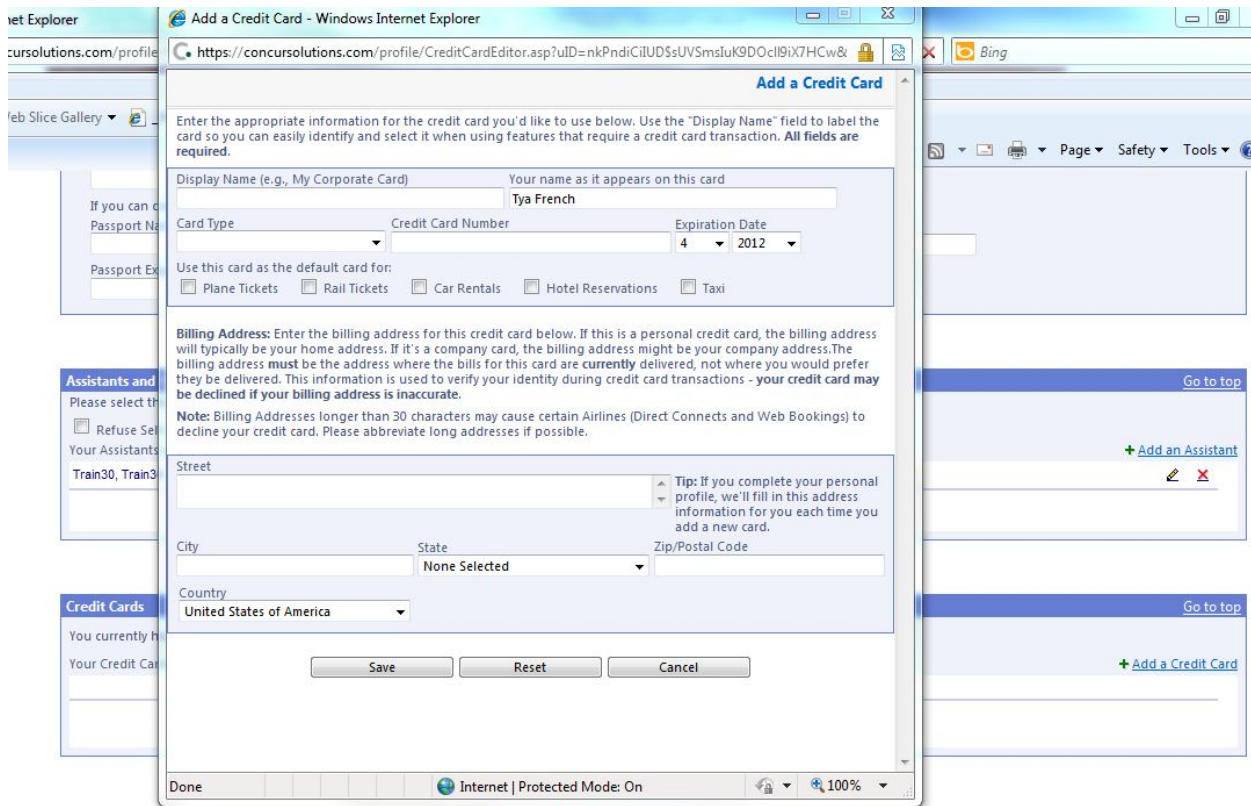 net Explorer
Add a Credit Card - Windows Internet Explorer
cursolutions.com/profile
https://concursolutions.com/profile/CreditCardEditor.asp?uID=nkPndiCiIUD$sUVSmsIuK9DOcII9iX7HCw&
Bing
Add a Credit Card
eb Slice Gallery
Page Safety Tools
Enter the appropriate information for the credit card you'd like to use below. Use the "Display Name" field to label the
card so you can easily identify and select it when using features that require a credit card transaction. All fields are
required.
Display Name (e.g., My Corporate Card) Your name as it appears on this card
Tya French
Card Type Credit Card Number Expiration Date
4 2012
Use this card as the default card for:
Plane Tickets Rail Tickets Car Rentals Hotel Reservations Taxi
If you can
Passport Na
Passport Ex
Billing Address: Enter the billing address for this credit card below. If this is a personal credit card, the billing address
will typically be your home address. If it's a company card, the billing address might be your company address.The
billing address must be the address where the bills for this card are currently delivered, not where you would prefer
they be delivered. This information is used to verify your identity during credit card transactions - your credit card may
be declined if your billing address is inaccurate.
Note: Billing Addresses longer than 30 characters may cause certain Airlines (Direct Connects and Web Bookings) to
decline your credit card. Please abbreviate long addresses if possible.
Assistants and
Go to top
Please select th
Refuse Sel
Your Assistants
+ Add an Assistant
Train30, Train3
Street
Tip: If you complete your personal
profile, we'll fill in this address
information for you each time you
add a new card.
City State Zip/Postal Code
None Selected
Country
United States of America
Credit Cards
Go to top
You currently h
Your Credit Car
+ Add a Credit Card
Save Reset Cancel
Done Internet | Protected Mode: On 100%